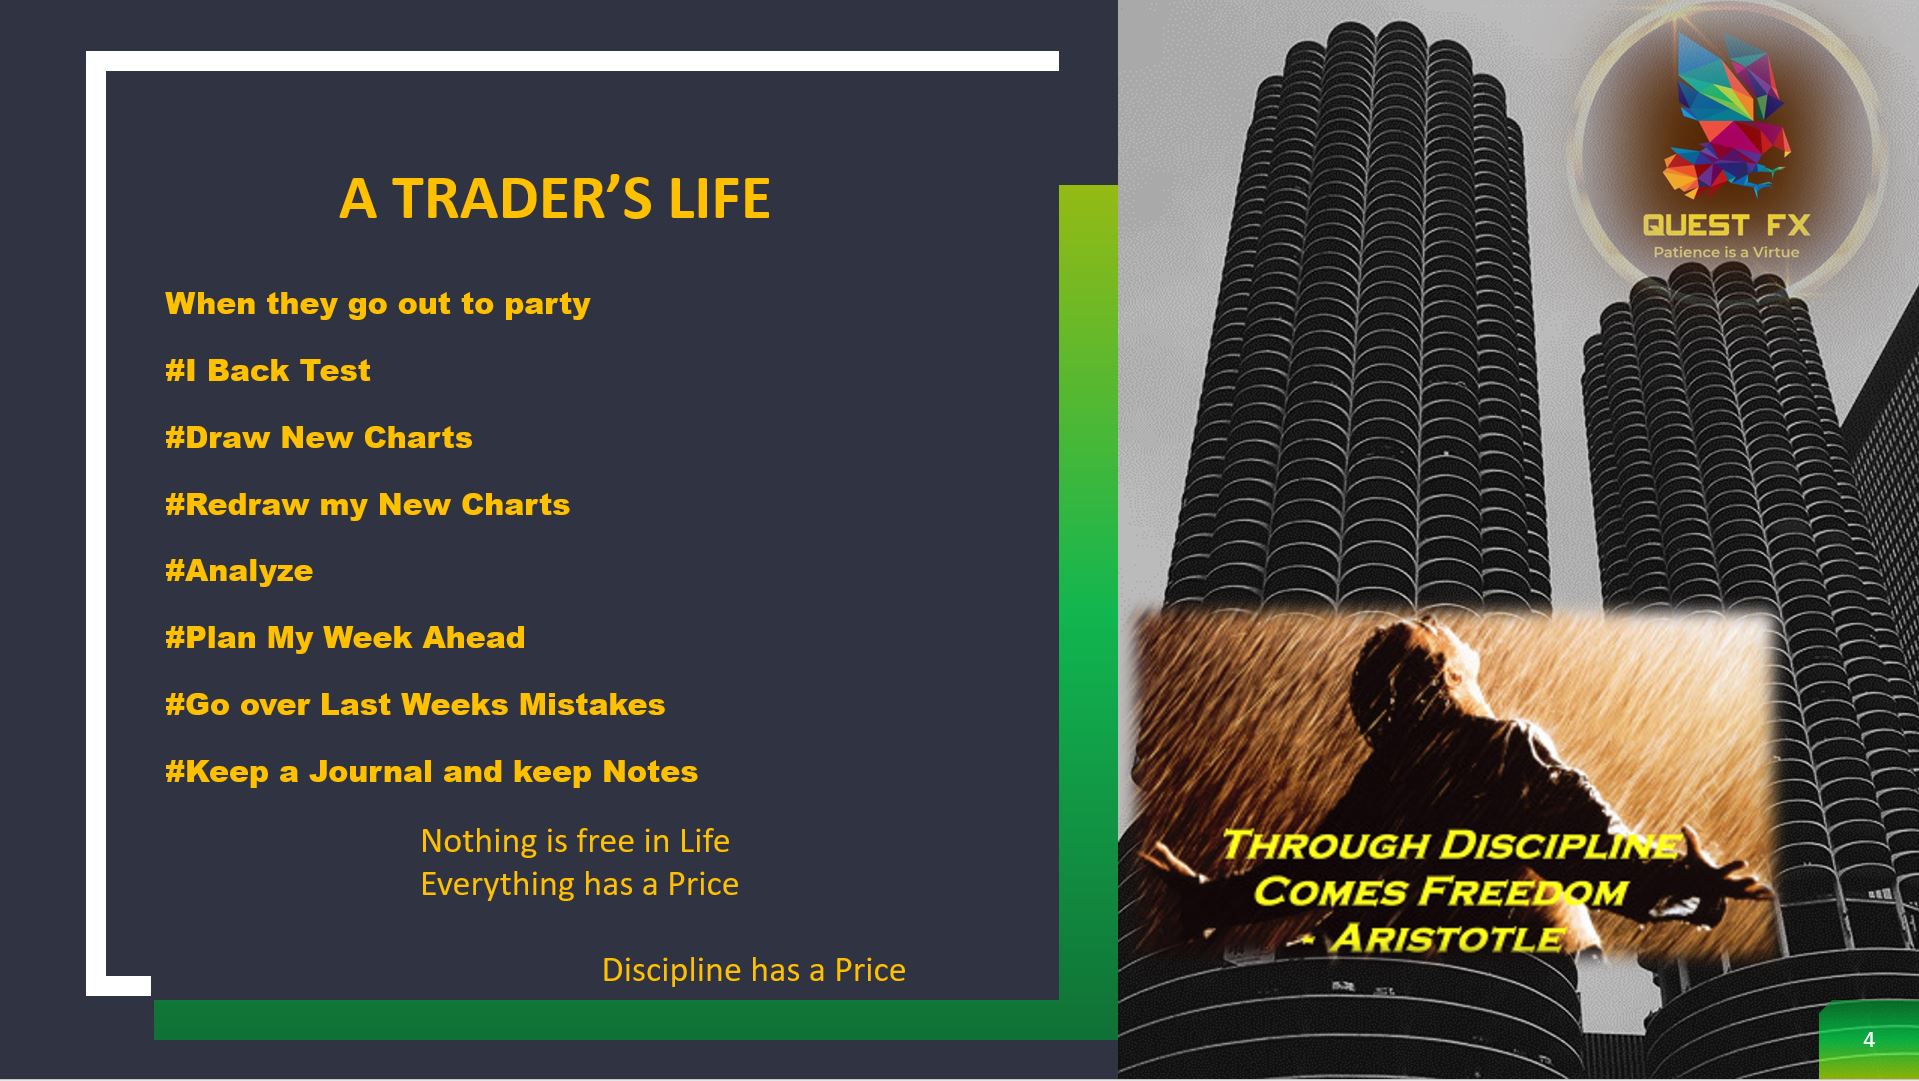 A TRADER’S LIFE
When they go out to party
#I Back Test
#Draw New Charts
#Redraw my New Charts
#Analyze
#Plan My Week Ahead
#Go over Last Weeks Mistakes
#Keep a Journal and keep Notes
Nothing is free in Life
Everything has a Price
Discipline has a Price
QUEST FX
Patience is a Virtue
THROUGH DISCIPLINE
COMES FREEDOM
- ARISTOTLE
4